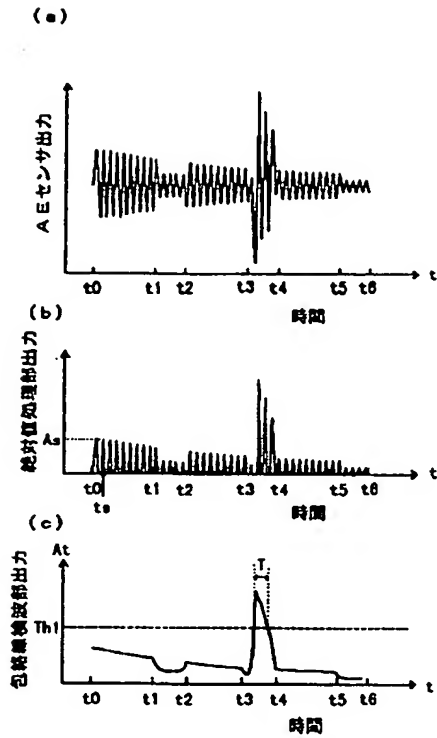 (a)
AEセンサ出力
t
t0 t1 t2 t3 t4 t5 t6
時間
(b)
絶対値処理部出力
As
t
t0 t1 t2 t3 t4 t5 t6
ts
時間
(c)
At
包絡線検波部出力
T
Th1
t
t0 t1 t2 t3 t4 t5 t6
時間